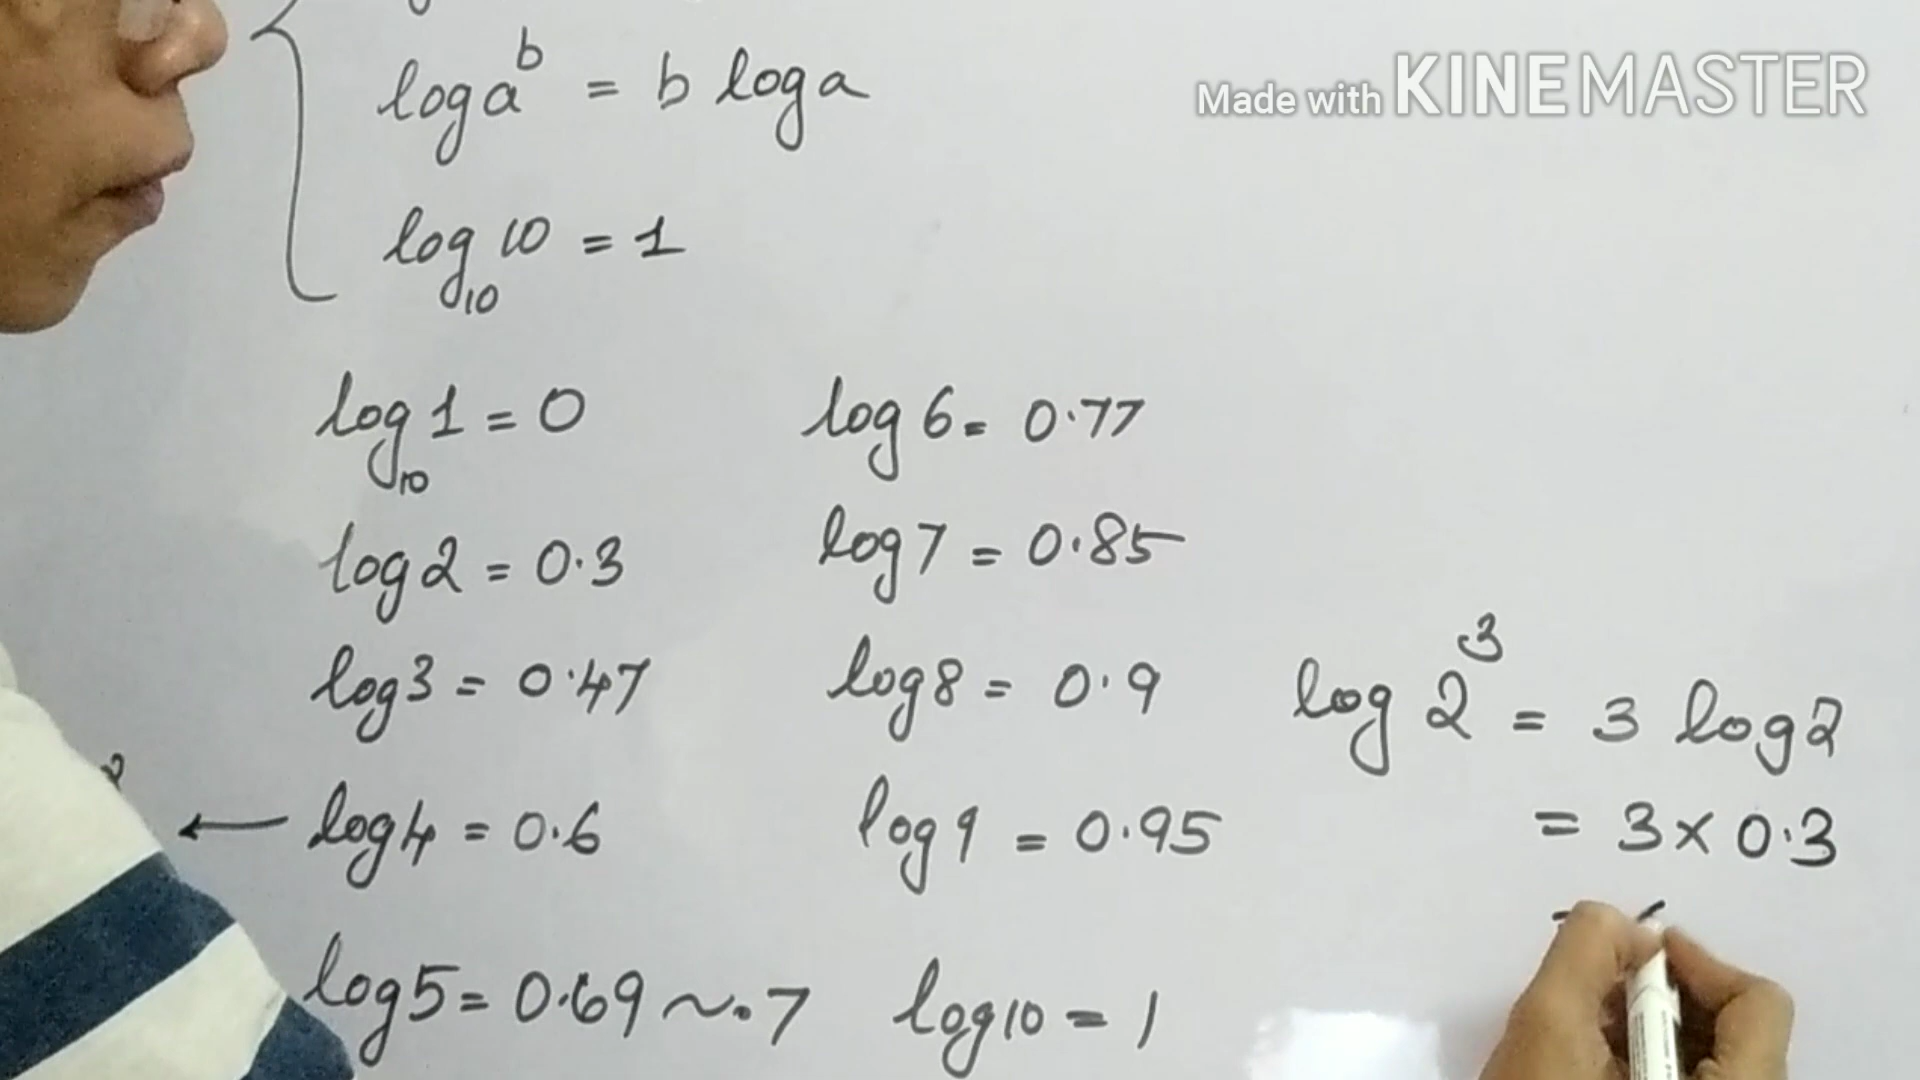 log a^b = b log a
Made with KINEMASTER
log₁₀ 10 = 1
log₁₀ 1 = 0
log 2 = 0.3
log 3 = 0.47
2
← log 4 = 0.6
log 5 = 0.69 ~ .7
log 6 = 0.77
log 7 = 0.85
log 8 = 0.9
log 9 = 0.95
log 10 = 1
log 2³ = 3 log 2
= 3 × 0.3
=